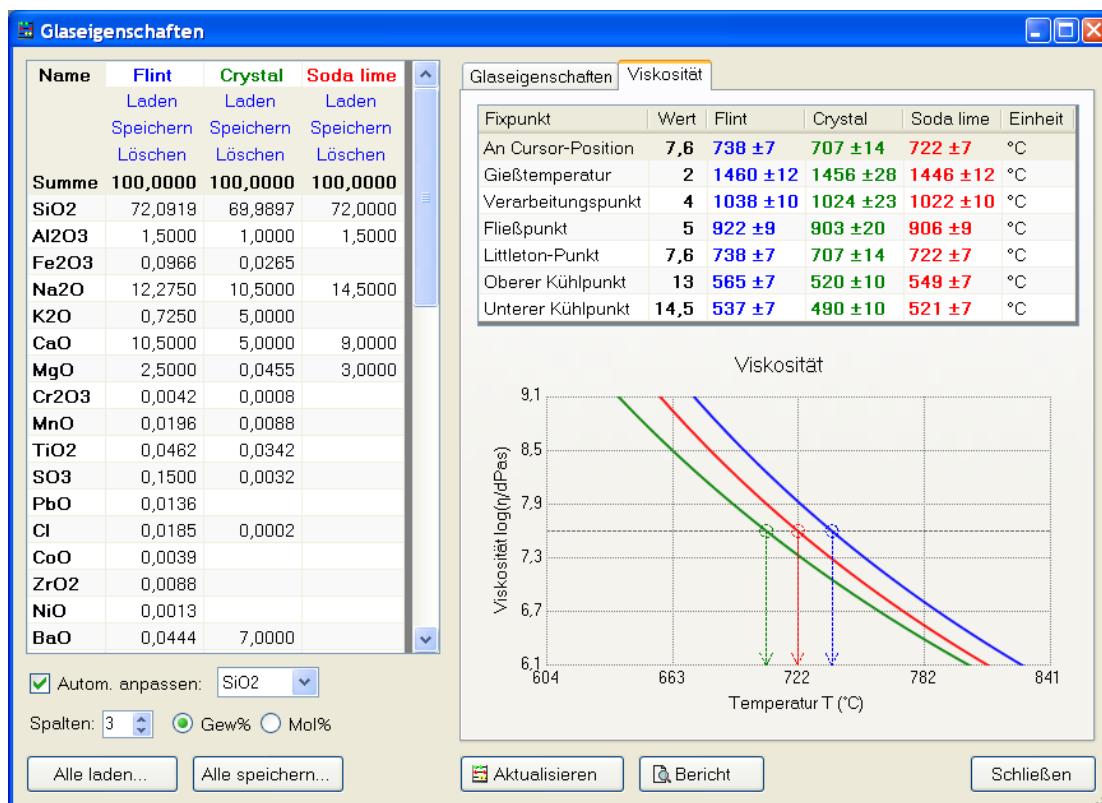 Glaseigenschaften
Name Flint Crystal Soda lime
Laden Laden Laden
Speichern Speichern Speichern
Löschen Löschen Löschen
Summe 100,0000 100,0000 100,0000
SiO2 72,0919 69,9897 72,0000
Al2O3 1,5000 1,0000 1,5000
Fe2O3 0,0966 0,0265
Na2O 12,2750 10,5000 14,5000
K2O 0,7250 5,0000
CaO 10,5000 5,0000 9,0000
MgO 2,5000 0,0455 3,0000
Cr2O3 0,0042 0,0008
MnO 0,0196 0,0088
TiO2 0,0462 0,0342
SO3 0,1500 0,0032
PbO 0,0136
Cl 0,0185 0,0002
CoO 0,0039
ZrO2 0,0088
NiO 0,0013
BaO 0,0444 7,0000
Autom. anpassen: SiO2
Spalten: 3 Gew% Mol%
Alle laden... Alle speichern...
Glaseigenschaften Viskosität
Fixpunkt Wert Flint Crystal Soda lime Einheit
An Cursor-Position 7,6 738 ±7 707 ±14 722 ±7 °C
Gießtemperatur 2 1460 ±12 1456 ±28 1446 ±12 °C
Verarbeitungspunkt 4 1038 ±10 1024 ±23 1022 ±10 °C
Fließpunkt 5 922 ±9 903 ±20 906 ±9 °C
Littleton-Punkt 7,6 738 ±7 707 ±14 722 ±7 °C
Oberer Kühlpunkt 13 565 ±7 520 ±10 549 ±7 °C
Unterer Kühlpunkt 14,5 537 ±7 490 ±10 521 ±7 °C
Viskosität
Viskosität log(η/dPas)
9,1
8,5
7,9
7,3
6,7
6,1
604 663 722 782 841
Temperatur T (°C)
Aktualisieren Bericht Schließen